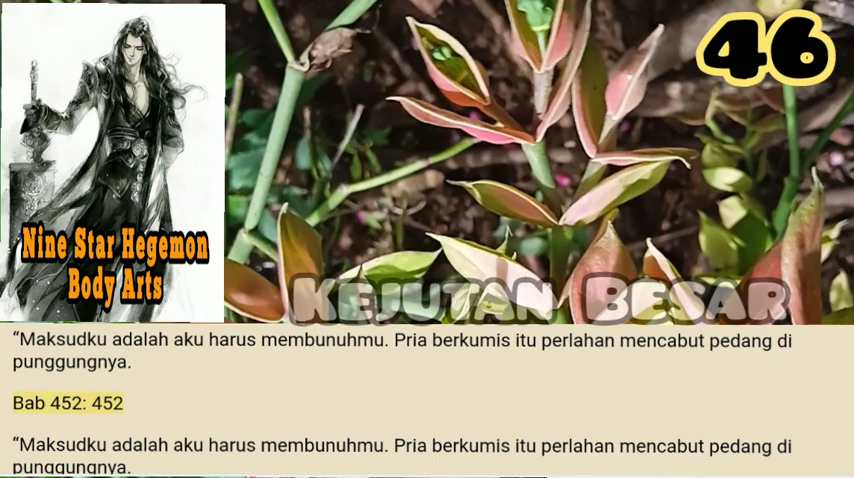 46
Nine Star Hegemon
Body Arts
Kejutan Besar
“Maksudku adalah aku harus membunuhmu. Pria berkumis itu perlahan mencabut pedang di
punggungnya.
Bab 452: 452
“Maksudku adalah aku harus membunuhmu. Pria berkumis itu perlahan mencabut pedang di
punggungnya.